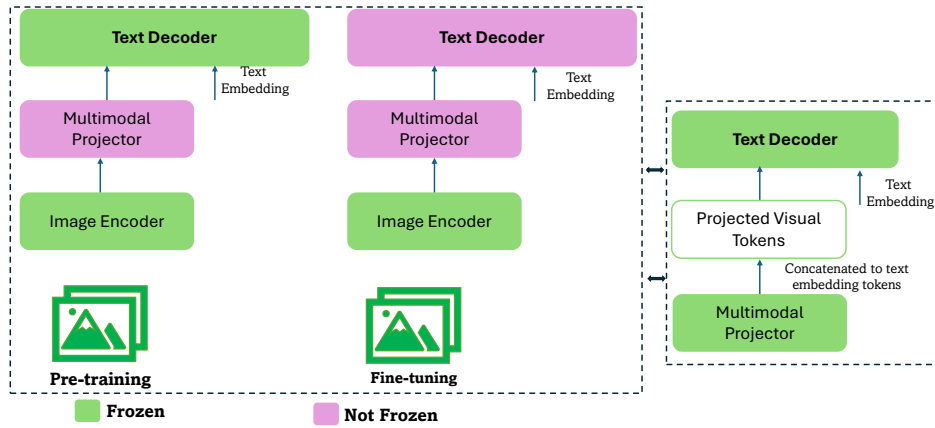 Text Decoder
Text
Embedding
Multimodal
Projector
Image Encoder
Pre-training
Text Decoder
Text
Embedding
Multimodal
Projector
Image Encoder
Fine-tuning
Text Decoder
Text
Embedding
Projected Visual
Tokens
Concatenated to text
embedding tokens
Multimodal
Projector
Frozen
Not Frozen